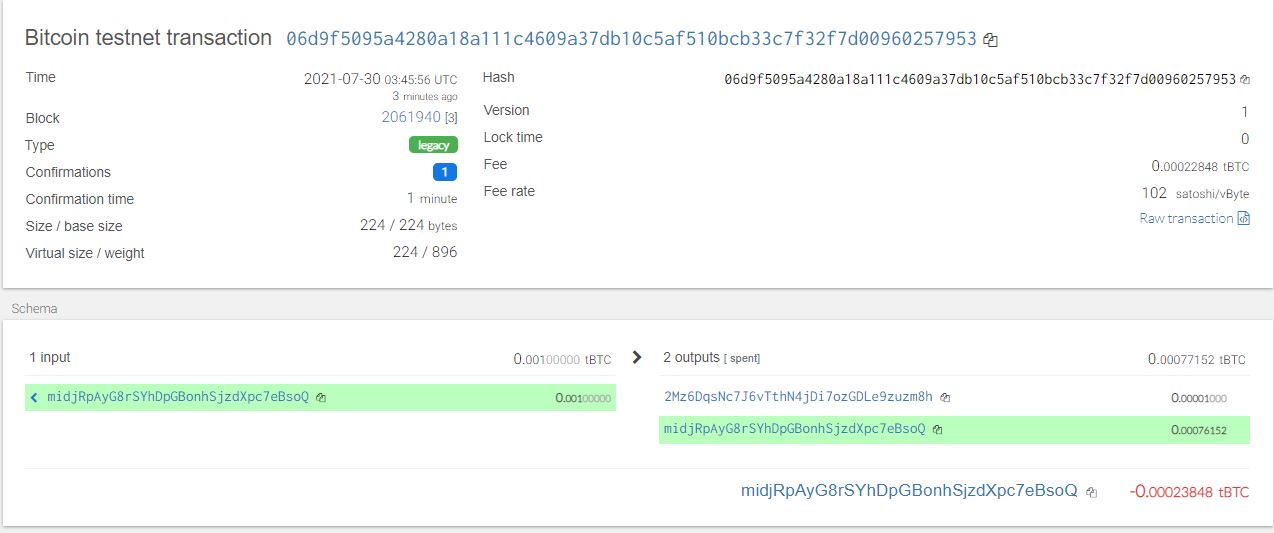 Bitcoin testnet transaction 06d9f5095a4280a18a111c4609a37db10c5af510bcb33c7f32f7d00960257953
Time 2021-07-30 03:45:56 UTC
3 minutes ago
Block 2061940 [3]
Type legacy
Confirmations 1
Confirmation time 1 minute
Size / base size 224 / 224 bytes
Virtual size / weight 224 / 896
Hash 06d9f5095a4280a18a111c4609a37db10c5af510bcb33c7f32f7d00960257953
Version 1
Lock time 0
Fee 0.00022848 tBTC
Fee rate 102 satoshi/vByte
Raw transaction
Schema
1 input 0.00100000 tBTC
midjRpAyG8rSYhDpGBonhSjzdXpc7eBsoQ 0.00100000
2 outputs [ spent] 0.00077152 tBTC
2Mz6DqsNc7J6vTthN4jDi7ozGDLe9zuzm8h 0.00001000
midjRpAyG8rSYhDpGBonhSjzdXpc7eBsoQ 0.00076152
midjRpAyG8rSYhDpGBonhSjzdXpc7eBsoQ -0.00023848 tBTC